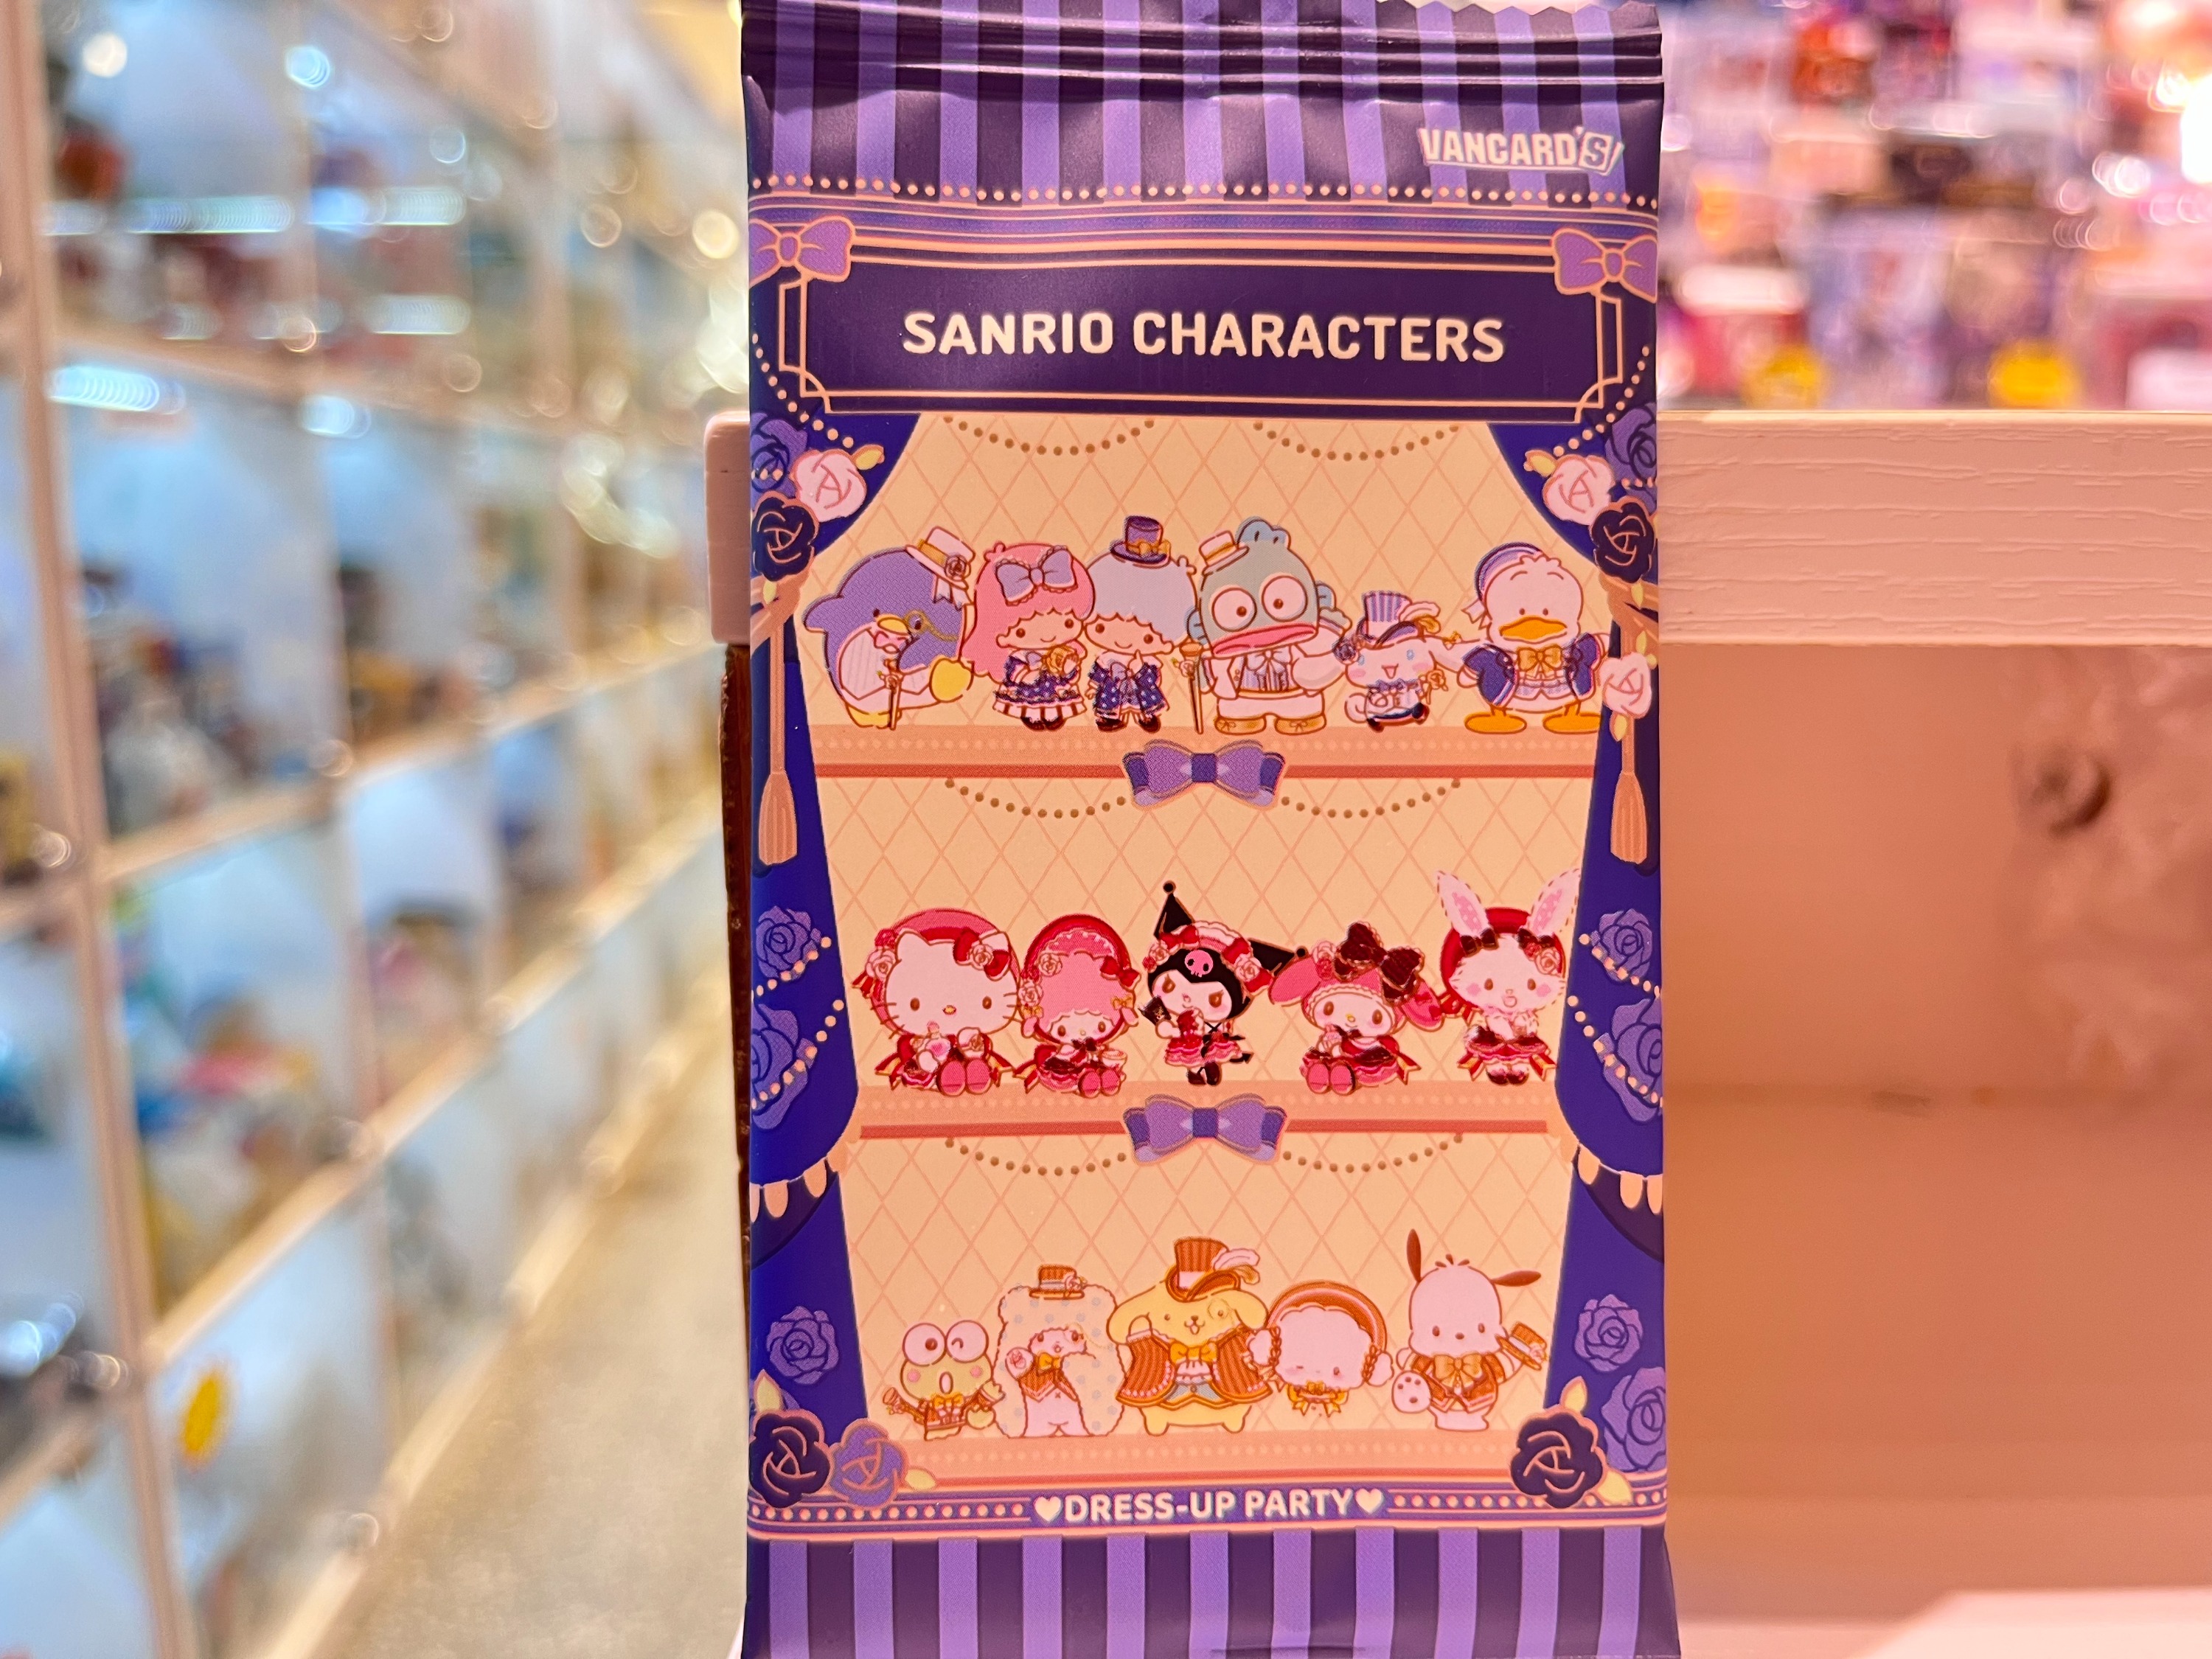 VANCARD'S!
SANRIO CHARACTERS
♥DRESS-UP PARTY♥